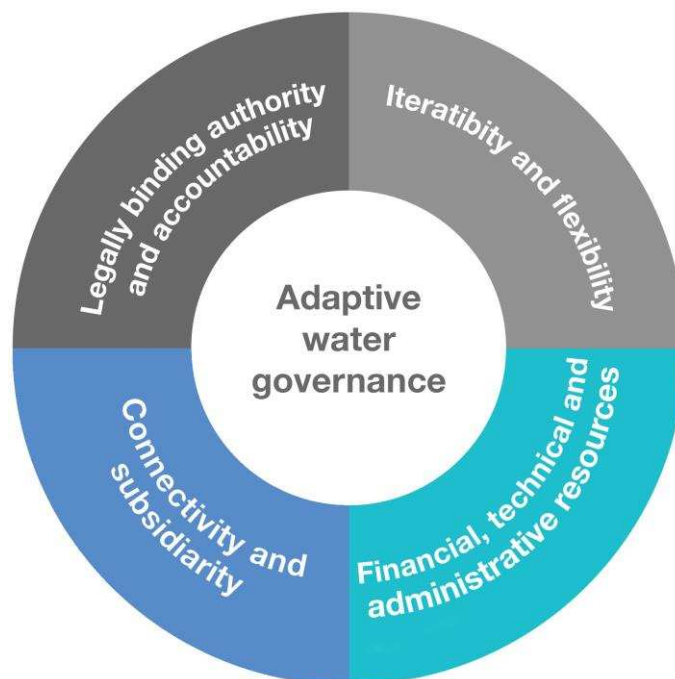 Legally binding authority
and accountability
Iteratibity and flexibility
Adaptive
water
governance
Connectivity and
subsidiarity
Financial, technical and
administrative resources